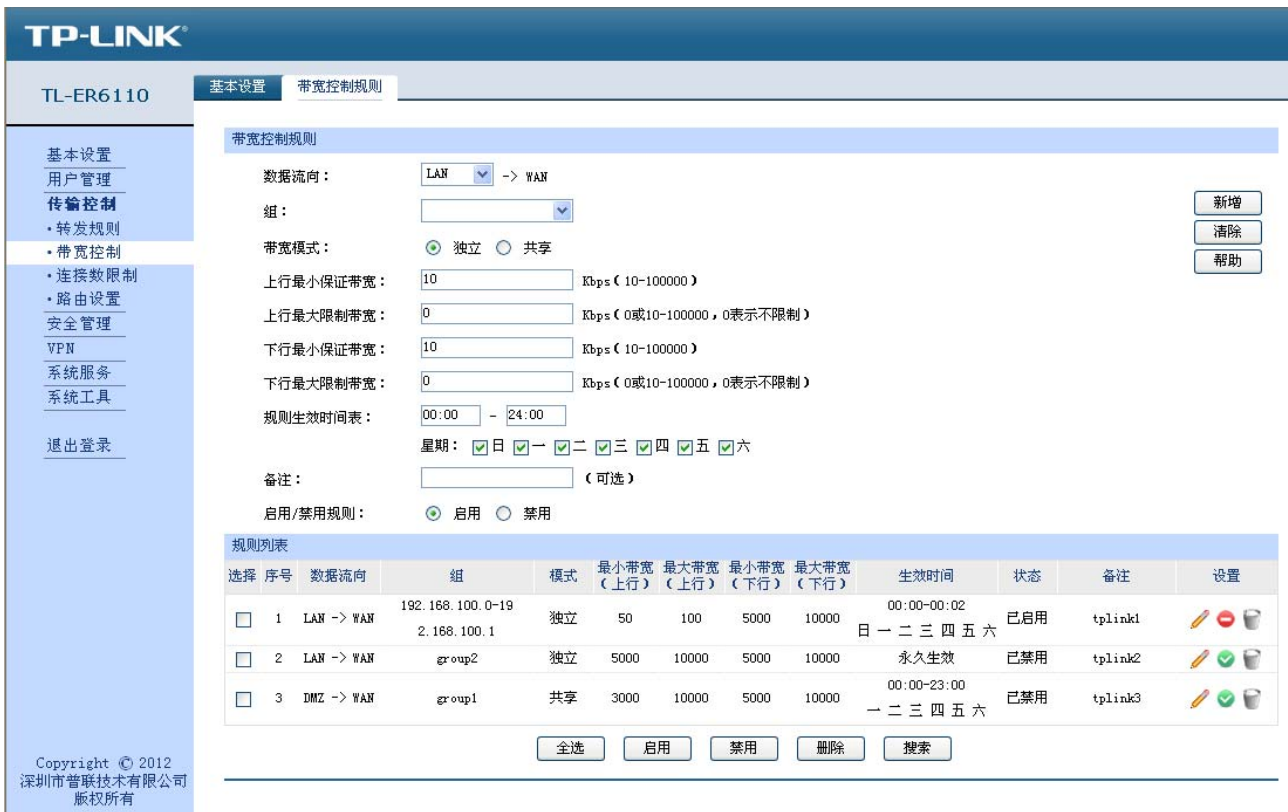 TP-LINK®
TL-ER6110
基本设置 带宽控制规则
基本设置
用户管理
传输控制
·转发规则
·带宽控制
·连接数限制
·路由设置
安全管理
VPN
系统服务
系统工具
退出登录
带宽控制规则
数据流向： LAN -> WAN
组：
带宽模式： 独立 共享
上行最小保证带宽： 10 Kbps（10-100000）
上行最大限制带宽： 0 Kbps（0或10-100000，0表示不限制）
下行最小保证带宽： 10 Kbps（10-100000）
下行最大限制带宽： 0 Kbps（0或10-100000，0表示不限制）
规则生效时间表： 00:00 - 24:00
星期： 日 一 二 三 四 五 六
备注： （可选）
启用/禁用规则： 启用 禁用
新增
清除
帮助
规则列表
选择 序号 数据流向 组 模式 最小带宽（上行） 最大带宽（上行） 最小带宽（下行） 最大带宽（下行） 生效时间 状态 备注 设置
1 LAN -> WAN 192.168.100.0-192.168.100.1 独立 50 100 5000 10000 00:00-00:02 日 一 二 三 四 五 六 已启用 tplink1
2 LAN -> WAN group2 独立 5000 10000 5000 10000 永久生效 已禁用 tplink2
3 DMZ -> WAN group1 共享 3000 10000 5000 10000 00:00-23:00 一 二 三 四 五 六 已禁用 tplink3
全选 启用 禁用 删除 搜索
Copyright © 2012
深圳市普联技术有限公司
版权所有